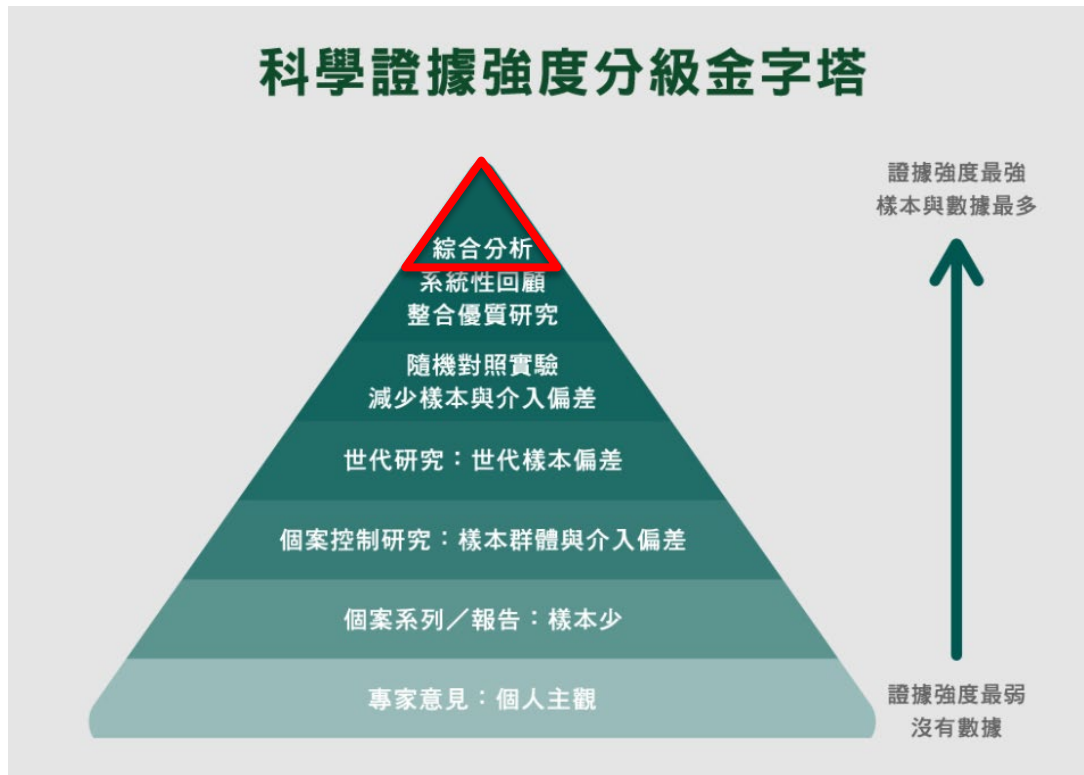 科學證據強度分級金字塔
證據強度最強
樣本與數據最多
綜合分析
系統性回顧
整合優質研究
隨機對照實驗
減少樣本與介入偏差
世代研究：世代樣本偏差
個案控制研究：樣本群體與介入偏差
個案系列／報告：樣本少
專家意見：個人主觀
證據強度最弱
沒有數據